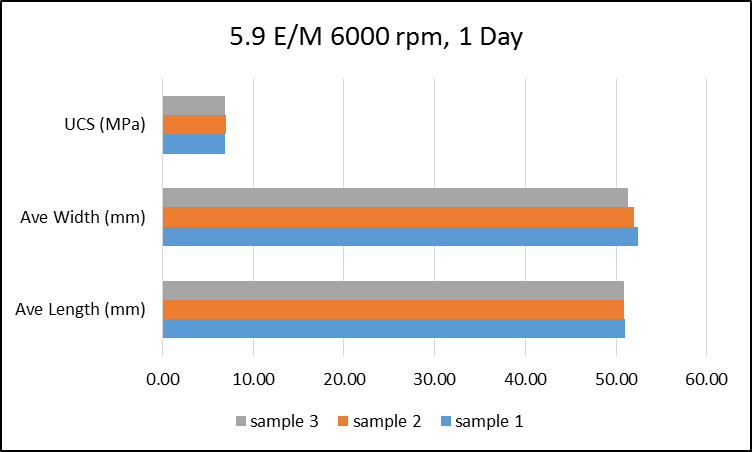 5.9 E/M 6000 rpm, 1 Day
UCS (MPa)
Ave Width (mm)
Ave Length (mm)
0.00 10.00 20.00 30.00 40.00 50.00 60.00
sample 3 sample 2 sample 1